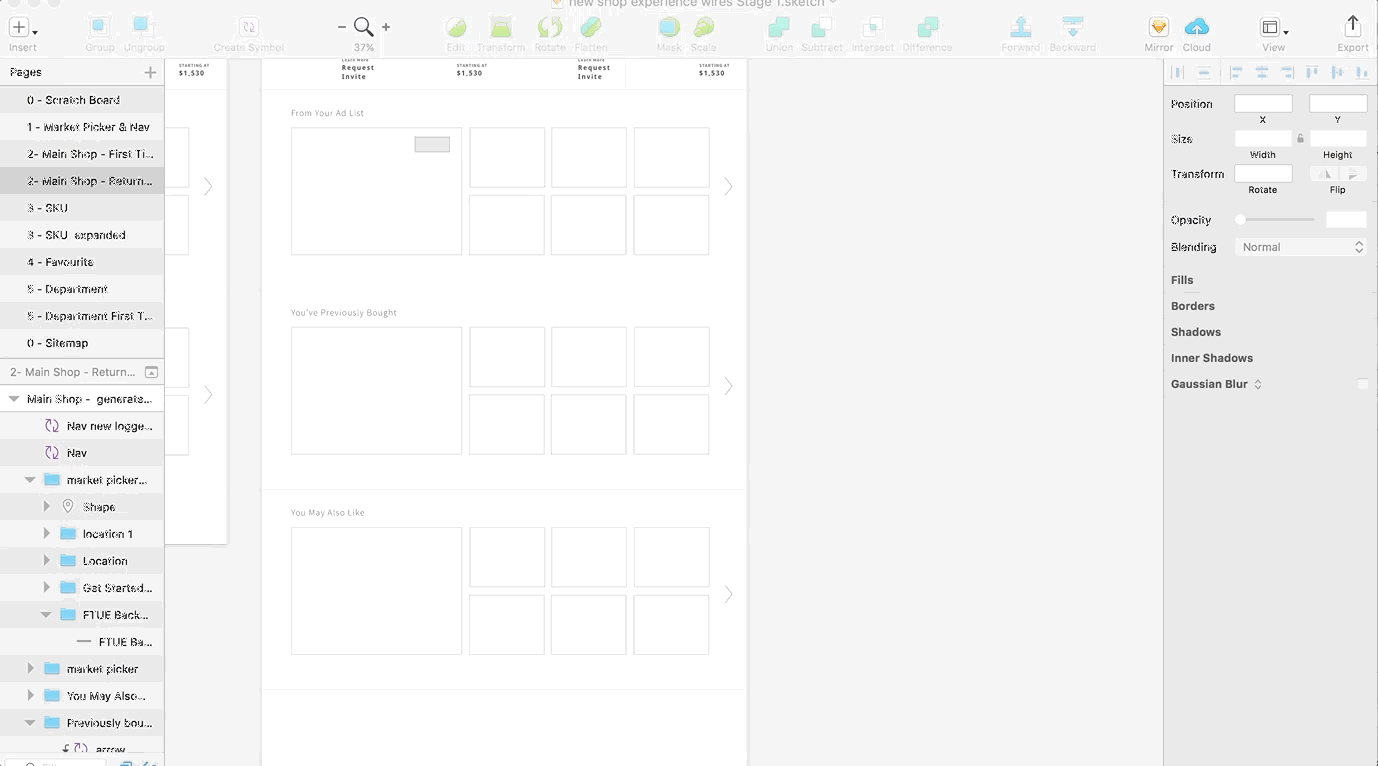 new shop experience wires Stage 1.sketch
Insert
Group
Ungroup
Create Symbol
37%
Edit
Transform
Rotate
Flatten
Mask
Scale
Union
Subtract
Intersect
Difference
Forward
Backward
Mirror
Cloud
View
Export
Pages
0 - Scratch Board
1 - Market Picker & Nav
2- Main Shop - First Ti...
2- Main Shop - Return...
3 - SKU
3 - SKU expanded
4 - Favourite
5 - Department
5 - Department First T...
0 - Sitemap
2- Main Shop - Return...
Main Shop - generate...
Nav new logge...
Nav
market picker...
Shape
location 1
Location
Get Started...
FTUE Back...
FTUE Ba...
market picker
You May Also...
Previously bou...
arrow
STARTING AT
$1,530
Learn More
Request
Invite
STARTING AT
$1,530
Learn More
Request
Invite
STARTING AT
$1,530
From Your Ad List
You've Previously Bought
You May Also Like
Position
X
Y
Size
Width
Height
Transform
Rotate
Flip
Opacity
Blending
Normal
Fills
Borders
Shadows
Inner Shadows
Gaussian Blur